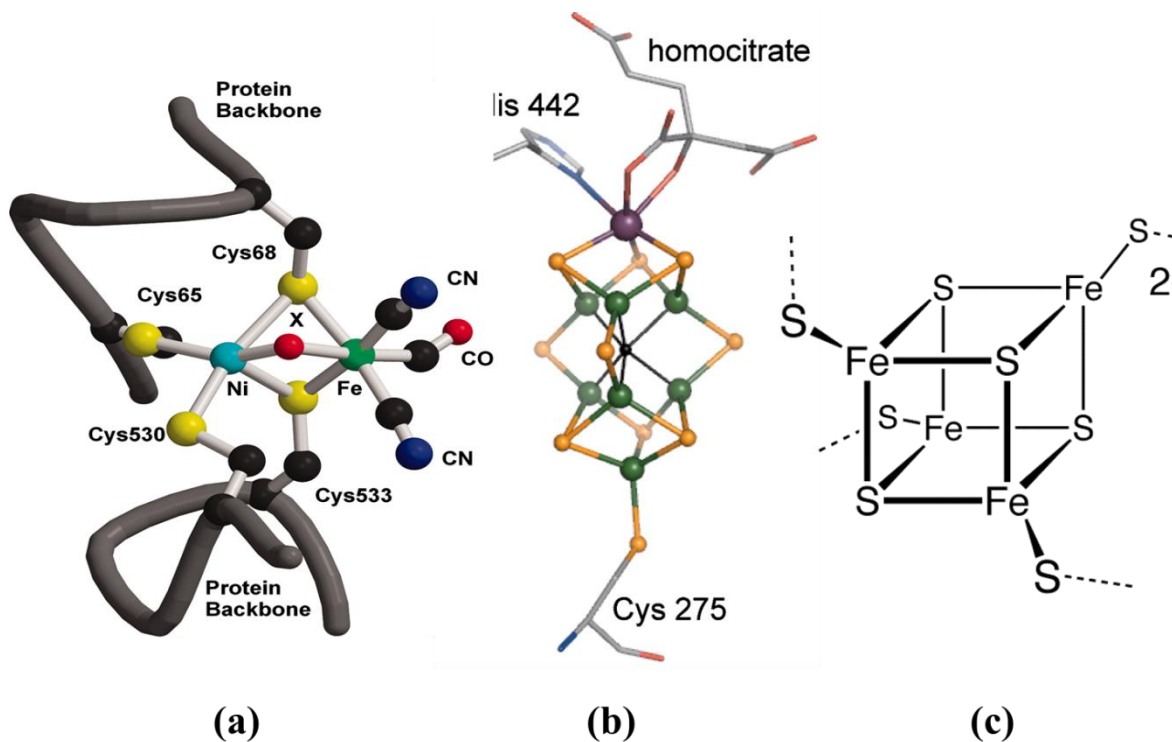 Protein
Backbone
Cys68
CN
Cys65
X
CO
Ni
Fe
Cys530
CN
Cys533
Protein
Backbone
homocitrate
lis 442
Cys 275
S
2
S
Fe
S
Fe
S
S
Fe
S
S
Fe
S
(a)
(b)
(c)